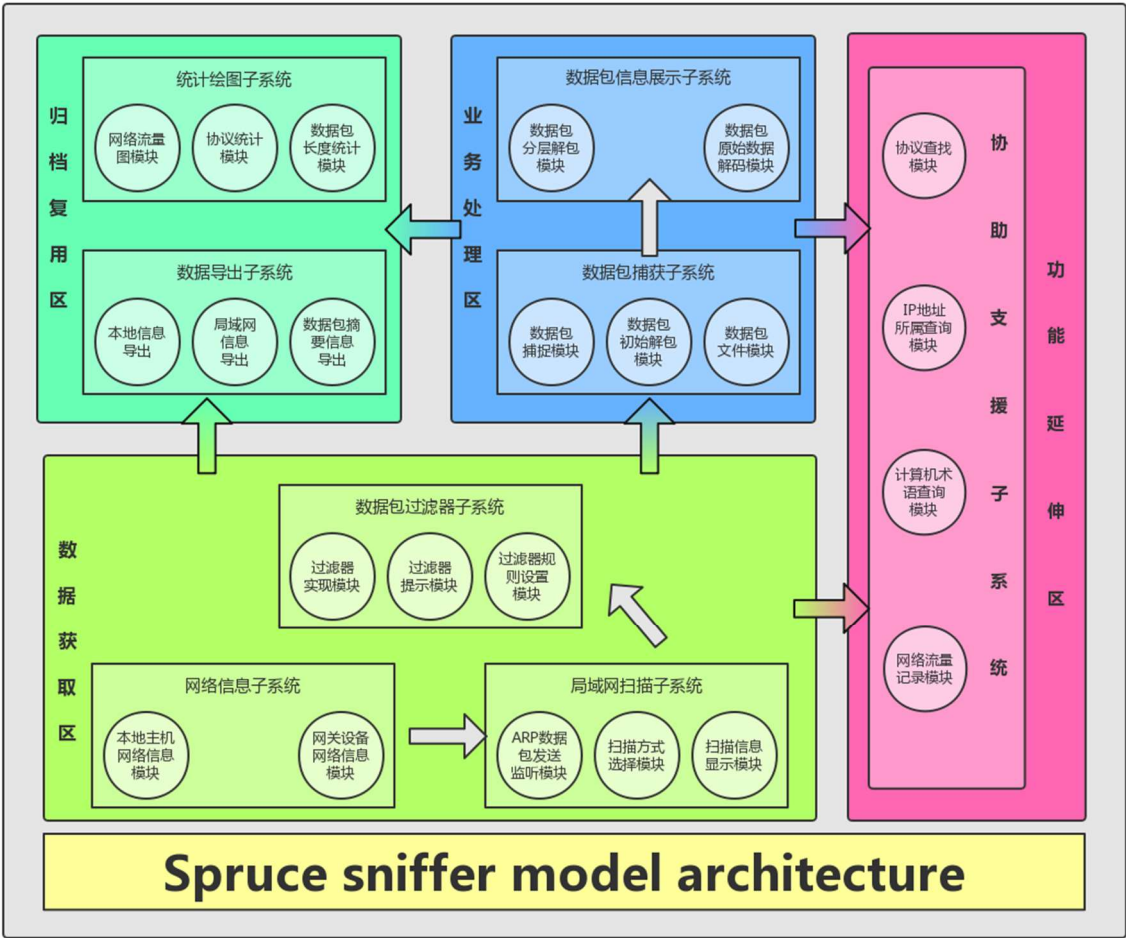 归档复用区
统计绘图子系统
网络流量
图模块
协议统计
模块
数据包
长度统计
模块
数据导出子系统
本地信息
导出
局域网
信息
导出
数据包摘
要信息
导出
业务处理区
数据包信息展示子系统
数据包
分层解包
模块
数据包
原始数据
解码模块
数据包捕获子系统
数据包
捕捉模块
数据包
初始解包
模块
数据包
文件模块
功能延伸区
协助支援子系统
协议查找
模块
IP地址
所属查询
模块
计算机术
语查询
模块
网络流量
记录模块
数据获取区
数据包过滤器子系统
过滤器
实现模块
过滤器
提示模块
过滤器规
则设置
模块
网络信息子系统
本地主机
网络信息
模块
网关设备
网络信息
模块
局域网扫描子系统
ARP数据
包发送
监听模块
扫描方式
选择模块
扫描信息
显示模块
Spruce sniffer model architecture